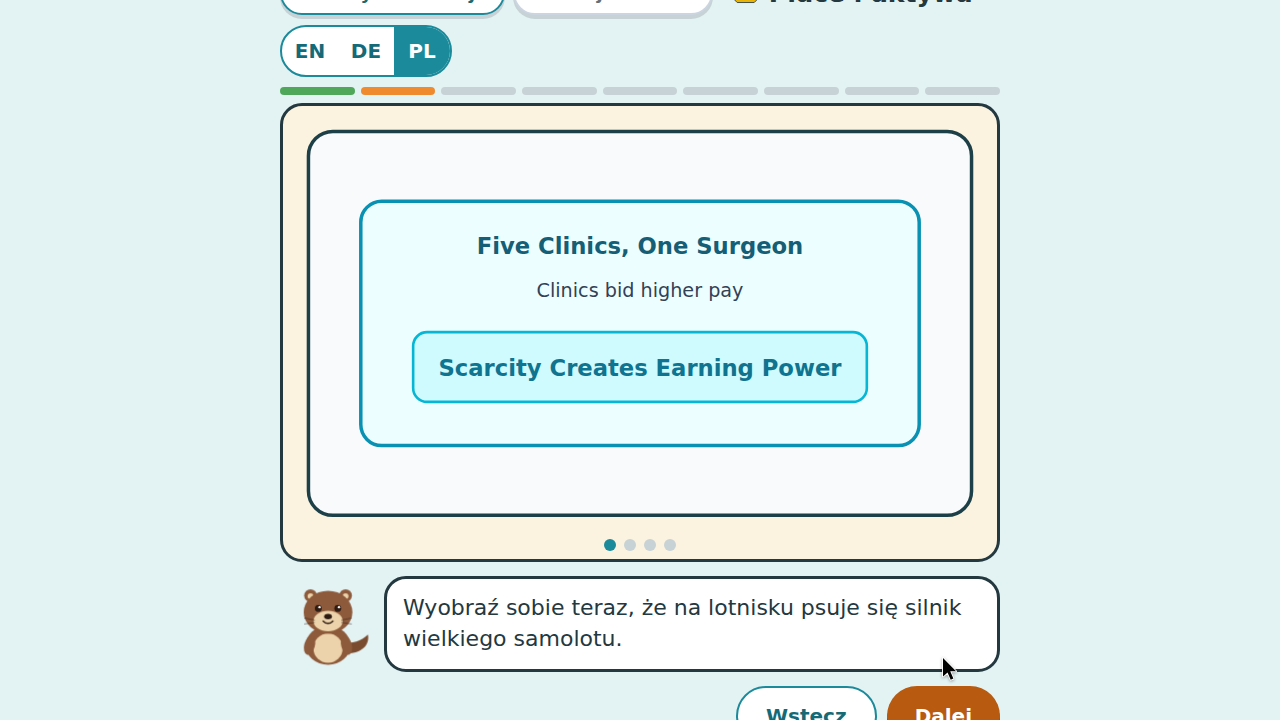 EN DE PL
Five Clinics, One Surgeon
Clinics bid higher pay
Scarcity Creates Earning Power
Wyobraź sobie teraz, że na lotnisku psuje się silnik
wielkiego samolotu.
Wstecz Dalej